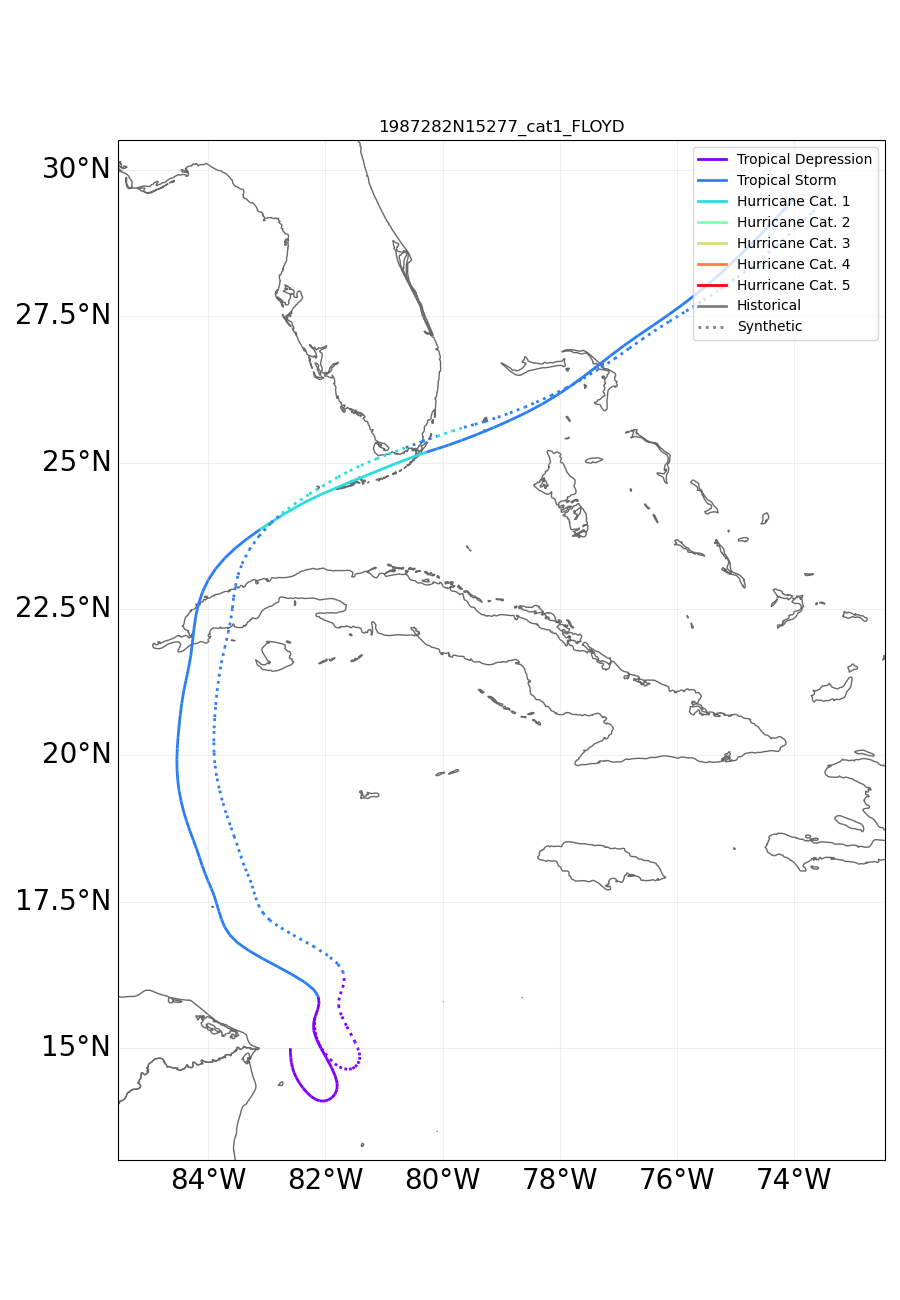 1987282N15277_cat1_FLOYD
Tropical Depression
Tropical Storm
Hurricane Cat. 1
Hurricane Cat. 2
Hurricane Cat. 3
Hurricane Cat. 4
Hurricane Cat. 5
Historical
Synthetic
30°N
27.5°N
25°N
22.5°N
20°N
17.5°N
15°N
84°W 82°W 80°W 78°W 76°W 74°W